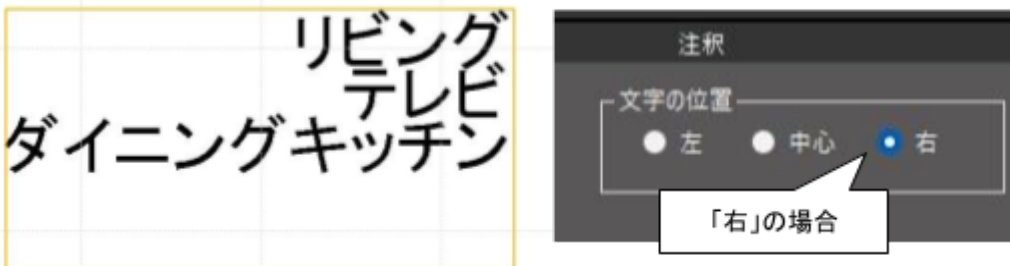 リビング
テレビ
ダイニングキッチン
注釈
文字の位置
左 中心 右
「右」の場合